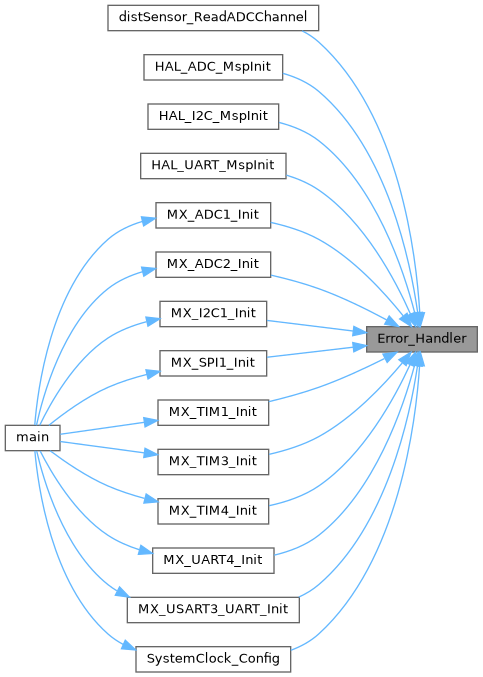 distSensor_ReadADCChannel
HAL_ADC_MspInit
HAL_I2C_MspInit
HAL_UART_MspInit
MX_ADC1_Init
MX_ADC2_Init
MX_I2C1_Init
Error_Handler
MX_SPI1_Init
MX_TIM1_Init
main
MX_TIM3_Init
MX_TIM4_Init
MX_UART4_Init
MX_USART3_UART_Init
SystemClock_Config